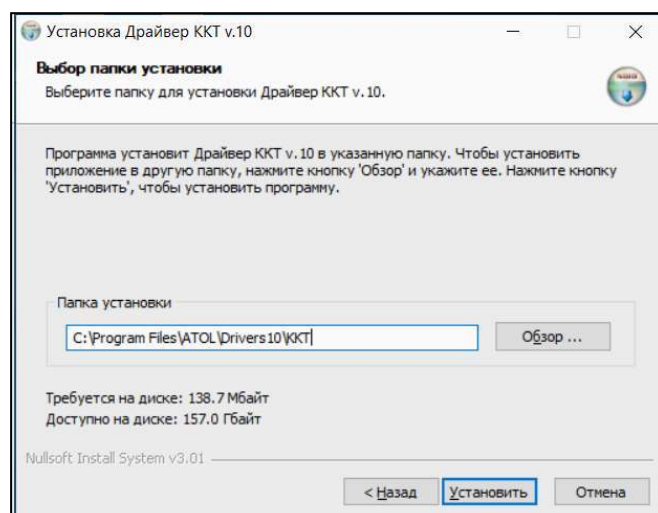 Установка Драйвер ККТ v.10
Выбор папки установки
Выберите папку для установки Драйвер ККТ v.10.
Программа установит Драйвер ККТ v.10 в указанную папку. Чтобы установить
приложение в другую папку, нажмите кнопку 'Обзор' и укажите ее. Нажмите кнопку
'Установить', чтобы установить программу.
Папка установки
C:\Program Files\ATOL\Drivers10\KKT
Обзор ...
Требуется на диске: 138.7 Мбайт
Доступно на диске: 157.0 Гбайт
Nullsoft Install System v3.01
< Назад Установить Отмена